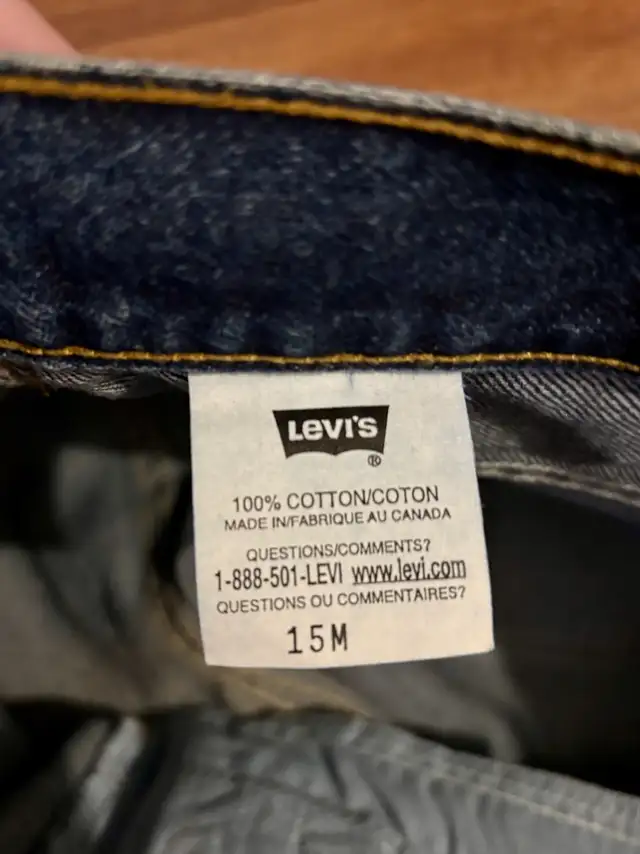 Levi's
®
100% COTTON/COTON
MADE IN/FABRIQUE AU CANADA
QUESTIONS/COMMENTS?
1-888-501-LEVI www.levi.com
QUESTIONS OU COMMENTAIRES?
15M